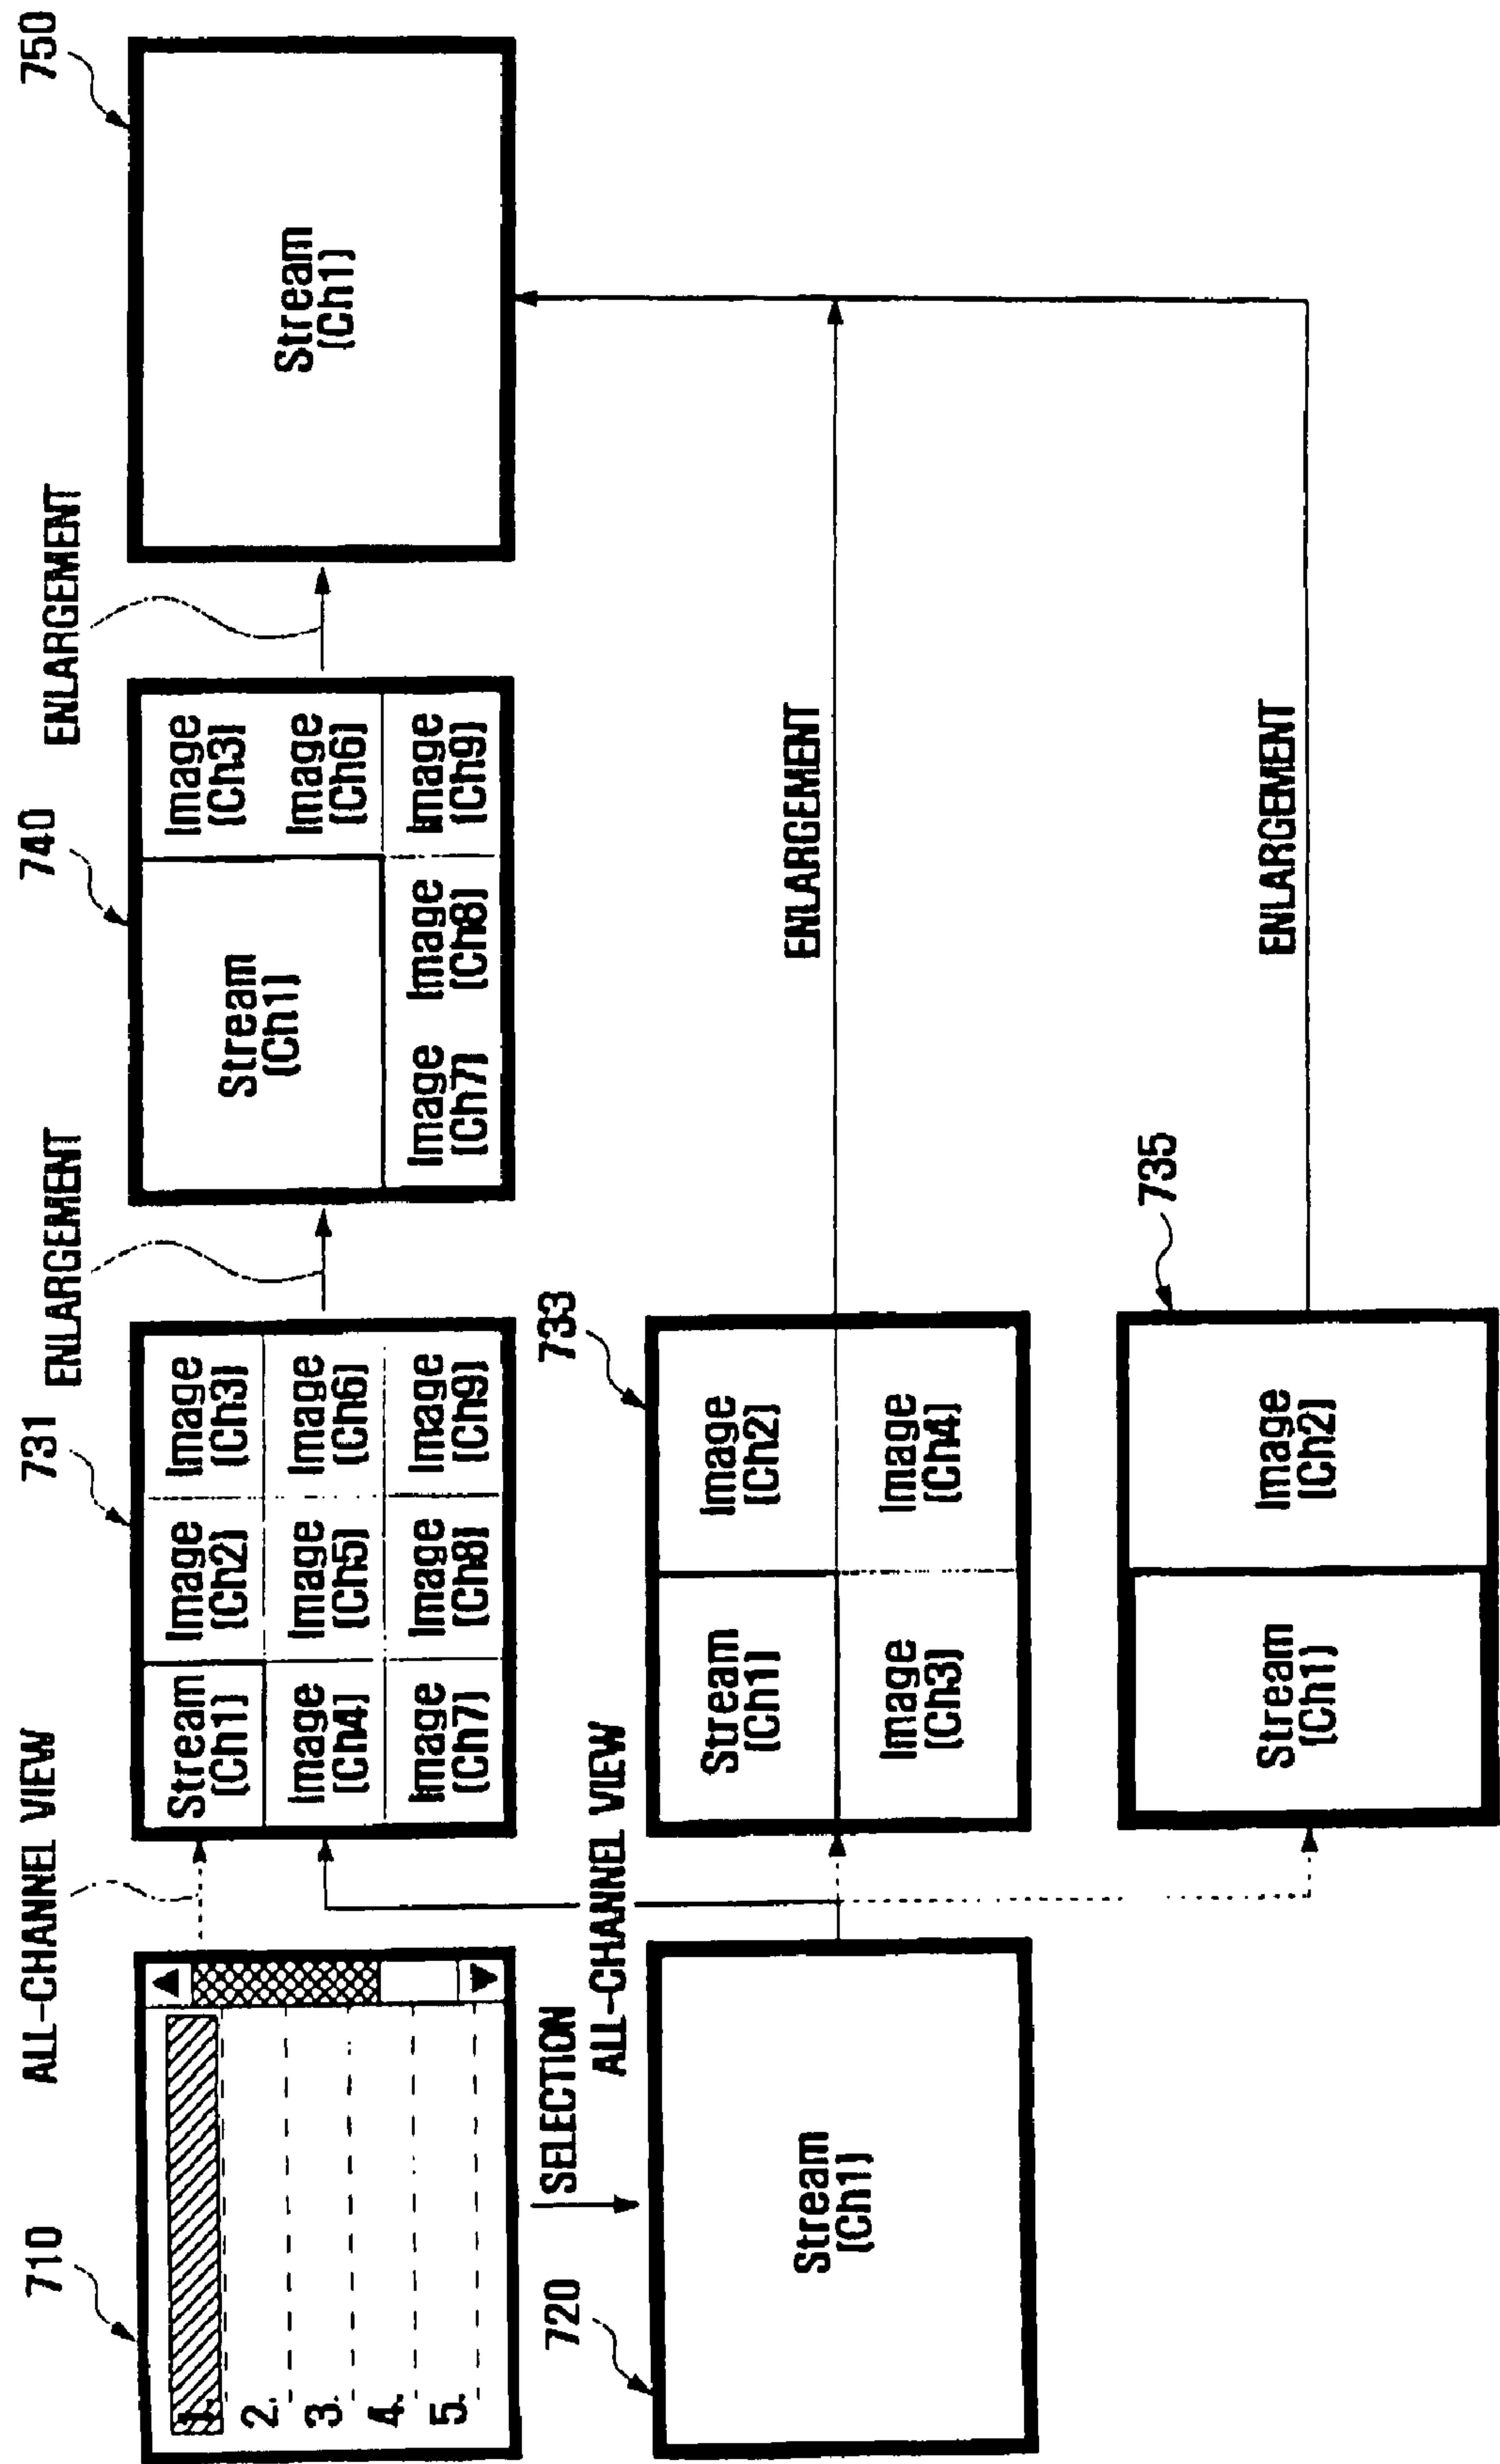 710
1.
2.
3.
4.
5.
ALL-CHANNEL VIEW
731
Stream
(Ch1)
Image
(Ch2)
Image
(Ch3)
Image
(Ch4)
Image
(Ch5)
Image
(Ch6)
Image
(Ch7)
Image
(Ch8)
Image
(Ch9)
ENLARGEMENT
740
Stream
(Ch1)
Image
(Ch3)
Image
(Ch6)
Image
(Ch7)
Image
(Ch8)
Image
(Ch9)
ENLARGEMENT
750
Stream
(Ch1)
SELECTION
720
Stream
(Ch1)
ALL-CHANNEL VIEW
733
Stream
(Ch1)
Image
(Ch2)
Image
(Ch3)
Image
(Ch4)
ENLARGEMENT
735
Stream
(Ch1)
Image
(Ch2)
ENLARGEMENT